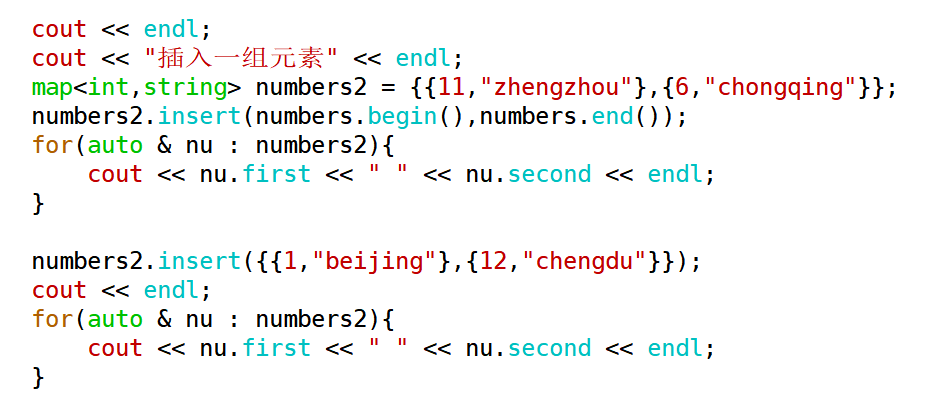 cout << endl;
cout << "插入一组元素" << endl;
map<int,string> numbers2 = {{11,"zhengzhou"},{6,"chongqing"}};
numbers2.insert(numbers.begin(),numbers.end());
for(auto & nu : numbers2){
    cout << nu.first << " " << nu.second << endl;
}

numbers2.insert({{1,"beijing"},{12,"chengdu"}});
cout << endl;
for(auto & nu : numbers2){
    cout << nu.first << " " << nu.second << endl;
}